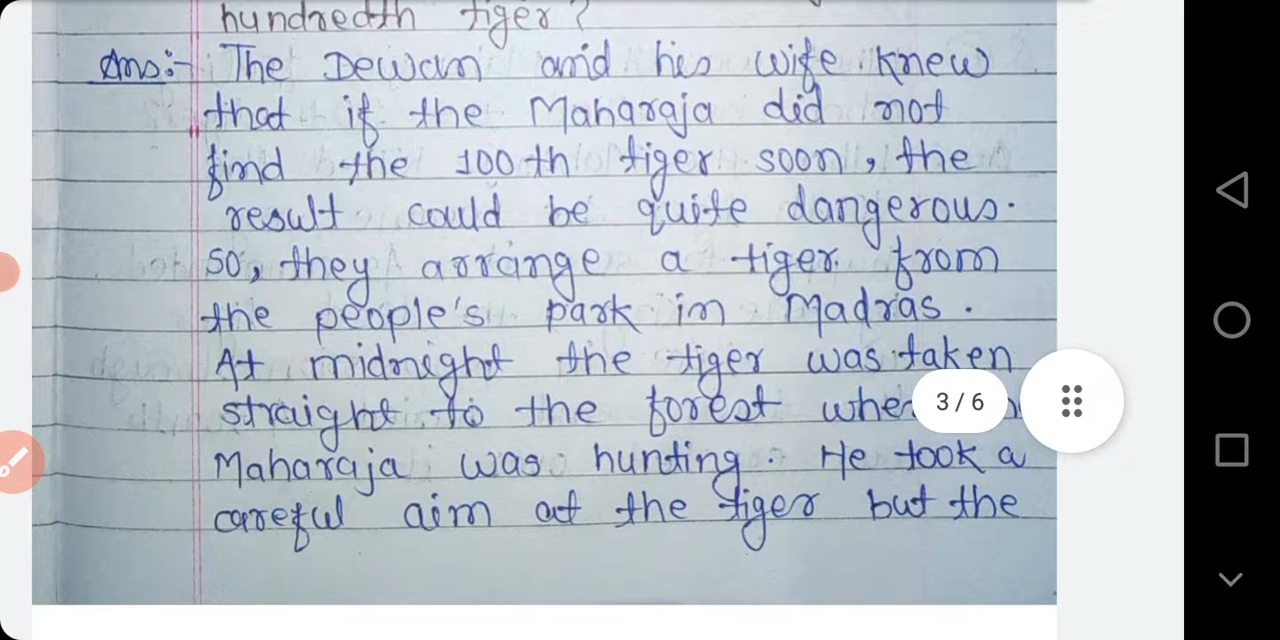 hundredth tiger?
Ans:- The Dewan and his wife knew
that if the Maharaja did not
find the 100th tiger soon, the
result could be quite dangerous.
So, they arrange a tiger from
the people's park in Madras.
At midnight the tiger was taken
straight to the forest
3 / 6
Maharaja was hunting. He took a
careful aim at the tiger but the